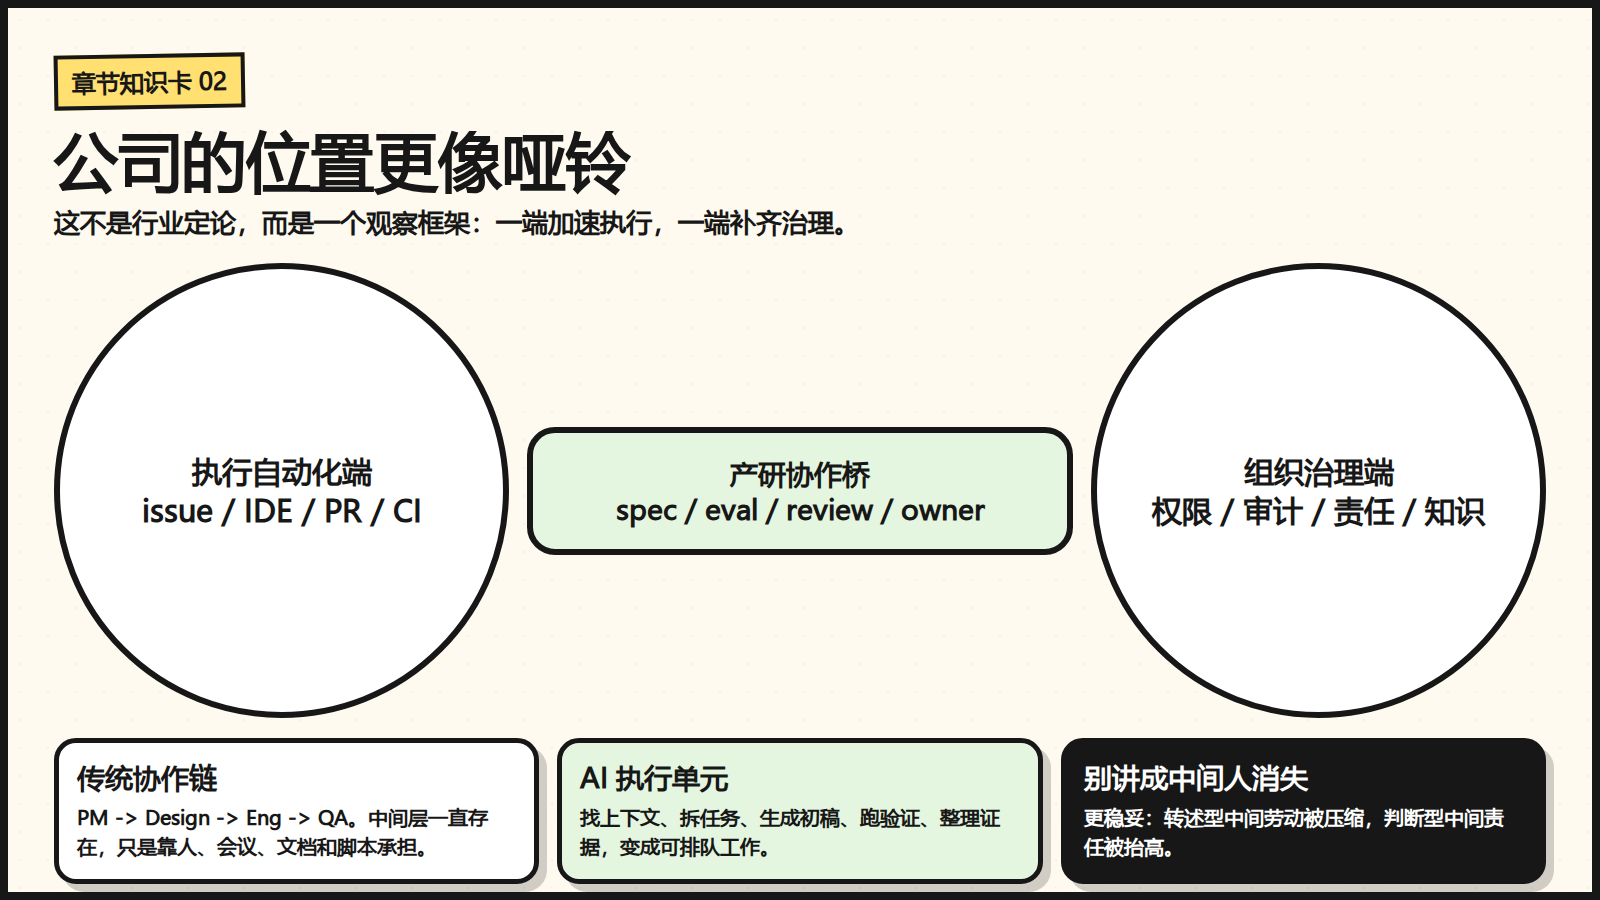 章节知识卡 02
公司的位置更像哑铃
这不是行业定论，而是一个观察框架：一端加速执行，一端补齐治理。
执行自动化端
issue / IDE / PR / CI
产研协作桥
spec / eval / review / owner
组织治理端
权限 / 审计 / 责任 / 知识
传统协作链
PM -> Design -> Eng -> QA。中间层一直存
在，只是靠人、会议、文档和脚本承担。
AI 执行单元
找上下文、拆任务、生成初稿、跑验证、整理证
据，变成可排队工作。
别讲成中间人消失
更稳妥：转述型中间劳动被压缩，判断型中间责
任被抬高。